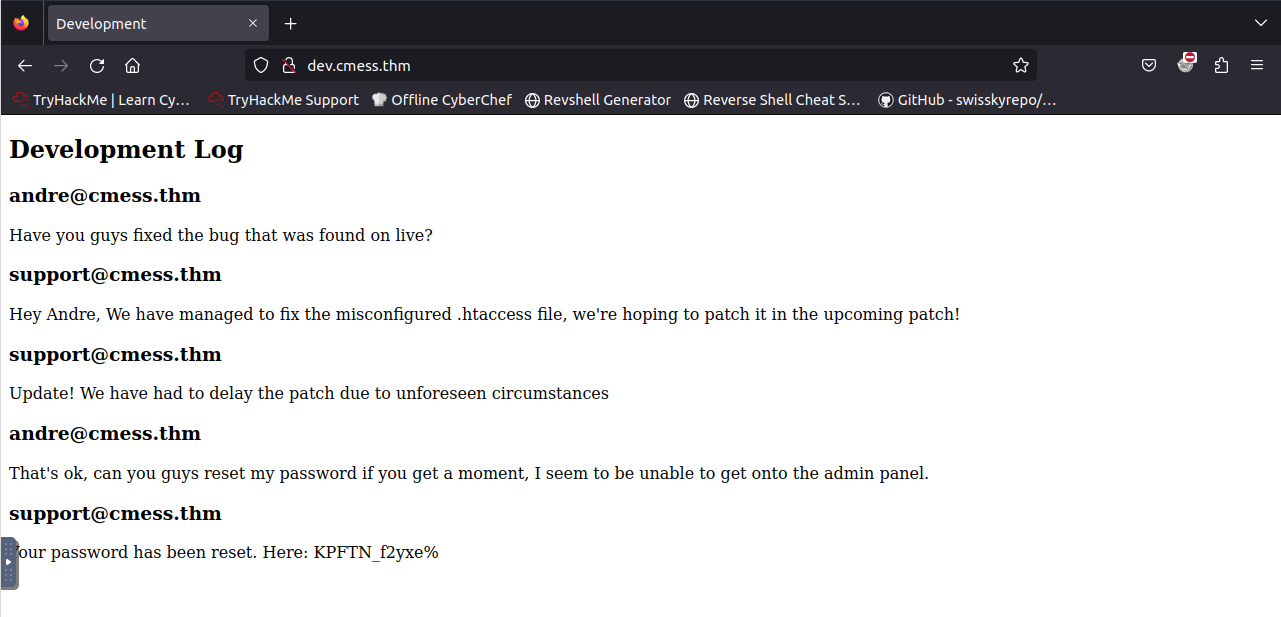 Development
dev.cmess.thm
TryHackMe | Learn Cy… TryHackMe Support Offline CyberChef Revshell Generator Reverse Shell Cheat S… GitHub - swisskyrepo/…
Development Log
andre@cmess.thm
Have you guys fixed the bug that was found on live?
support@cmess.thm
Hey Andre, We have managed to fix the misconfigured .htaccess file, we're hoping to patch it in the upcoming patch!
support@cmess.thm
Update! We have had to delay the patch due to unforeseen circumstances
andre@cmess.thm
That's ok, can you guys reset my password if you get a moment, I seem to be unable to get onto the admin panel.
support@cmess.thm
Your password has been reset. Here: KPFTN_f2yxe%